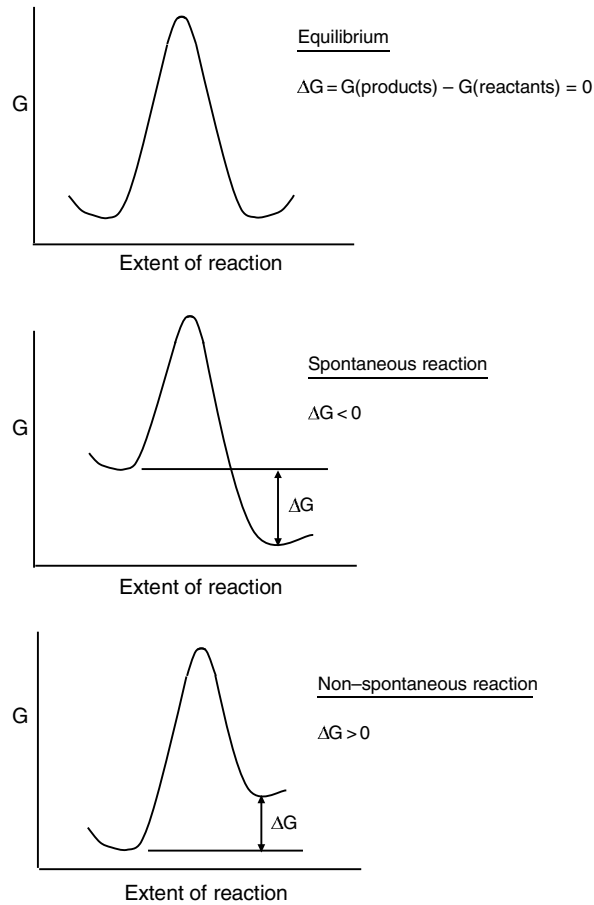 Equilibrium
ΔG = G(products) – G(reactants) = 0
G
Extent of reaction
Spontaneous reaction
ΔG < 0
G
ΔG
Extent of reaction
Non–spontaneous reaction
ΔG > 0
G
ΔG
Extent of reaction